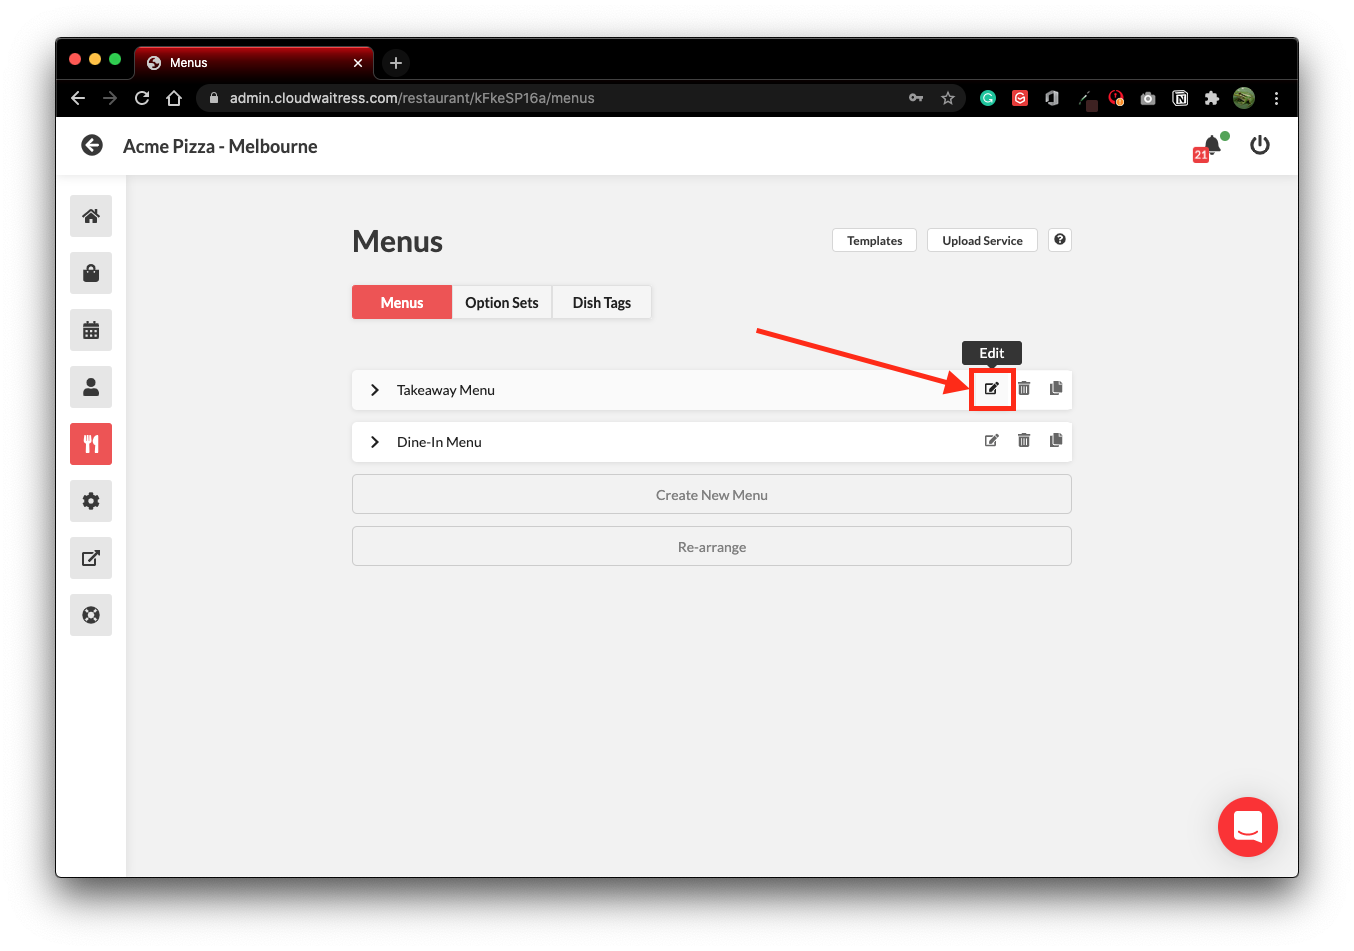 Menus
admin.cloudwaitress.com/restaurant/kFkeSP16a/menus
Acme Pizza - Melbourne
21
Menus
Templates
Upload Service
Menus
Option Sets
Dish Tags
Edit
Takeaway Menu
Dine-In Menu
Create New Menu
Re-arrange